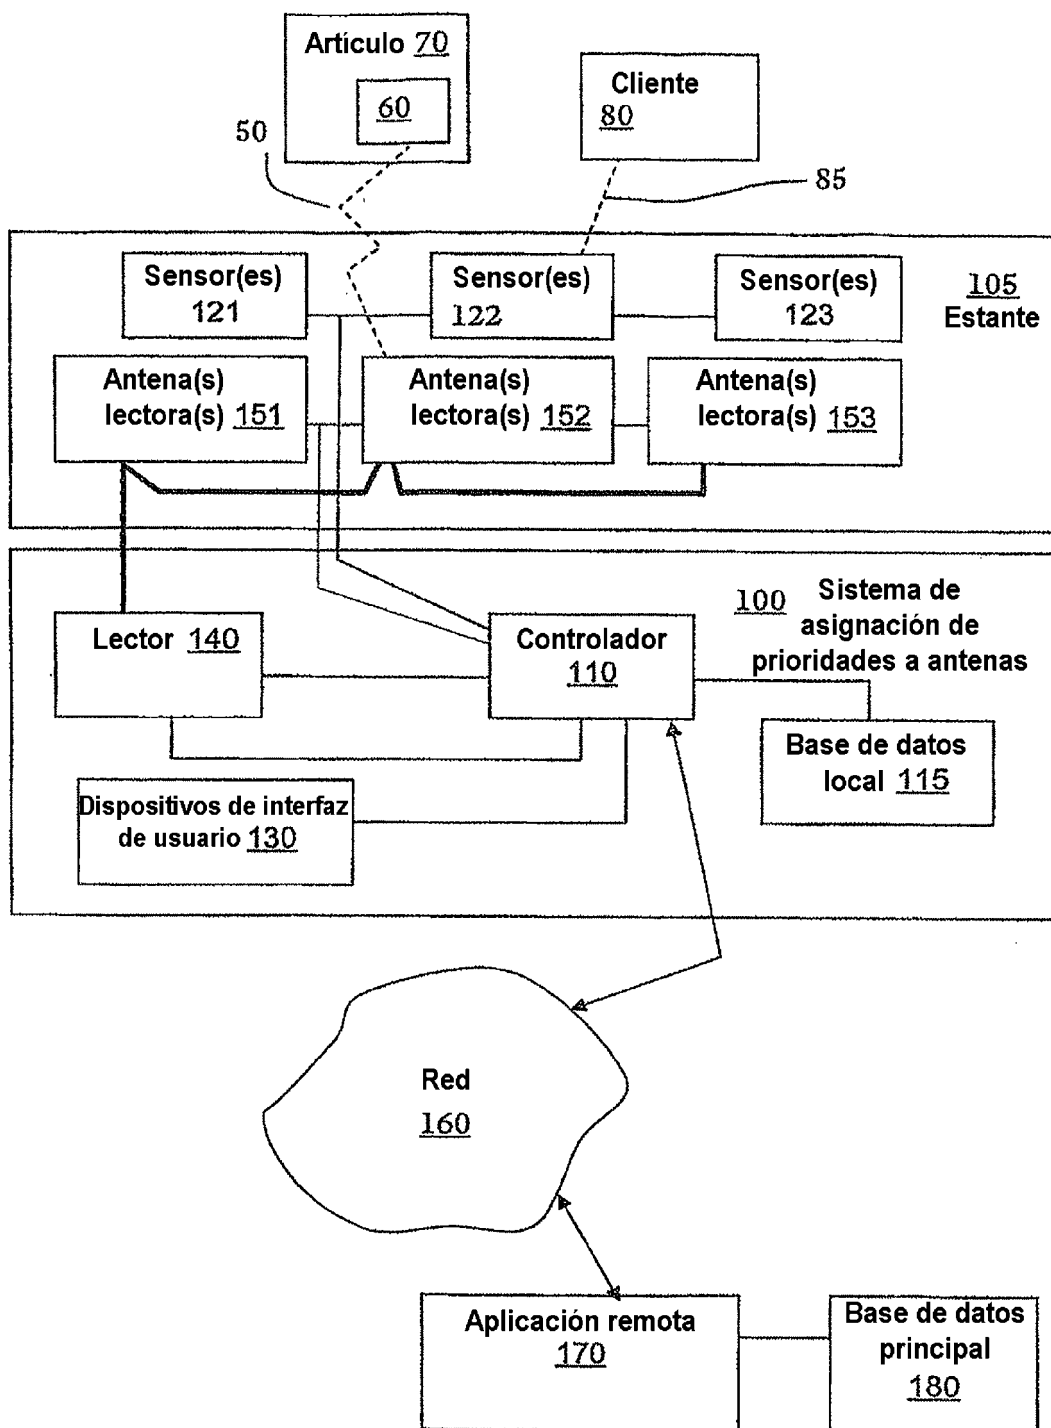 Artículo 70
60
50
Cliente
80
85
Sensor(es)
121
Sensor(es)
122
Sensor(es)
123
105
Estante
Antena(s)
lectora(s) 151
Antena(s)
lectora(s) 152
Antena(s)
lectora(s) 153
100 Sistema de
asignación de
prioridades a antenas
Lector 140
Controlador
110
Base de datos
local 115
Dispositivos de interfaz
de usuario 130
Red
160
Aplicación remota
170
Base de datos
principal
180